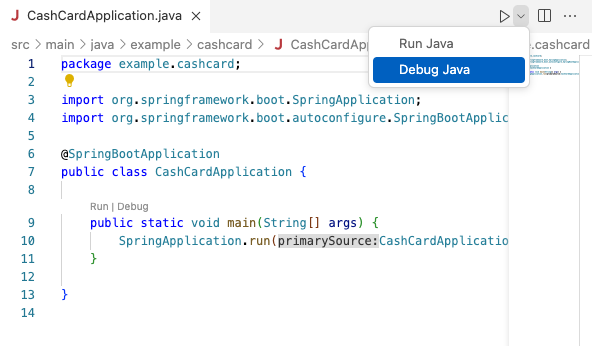 J CashCardApplication.java
src > main > java > example > cashcard > J CashCardA
e.cashcard
Run Java
Debug Java
1 package example.cashcard;
2
3 import org.springframework.boot.SpringApplication;
4 import org.springframework.boot.autoconfigure.SpringBootApplic
5
6 @SpringBootApplication
7 public class CashCardApplication {
8
Run | Debug
9 public static void main(String[] args) {
10 SpringApplication.run(primarySource:CashCardApplication
11 }
12
13 }
14